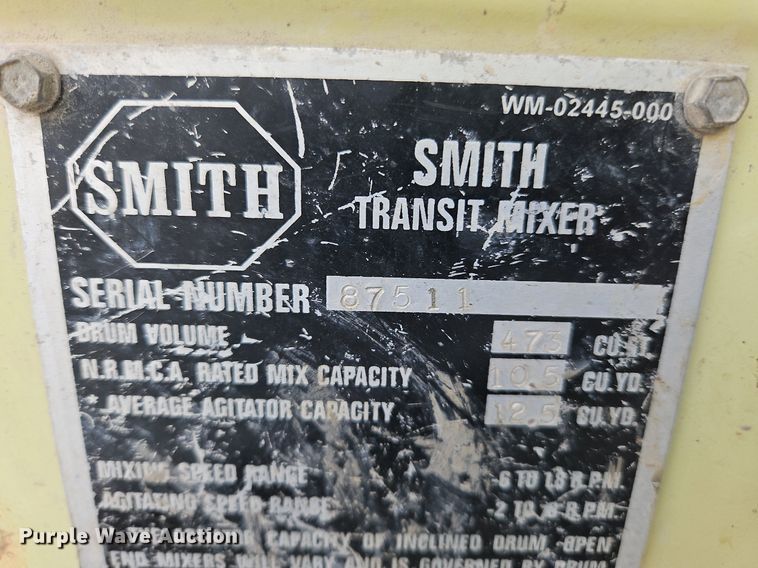 WM-02445-000
SMITH
SMITH
TRANSIT MIXER
SERIAL NUMBER 87511
DRUM VOLUME 473 CU.FT.
N.R.M.C.A. RATED MIX CAPACITY 10.5 CU.YD.
* AVERAGE AGITATOR CAPACITY 12.5 CU.YD.
MIXING SPEED RANGE 6 TO 18 R.P.M.
AGITATING SPEED RANGE 2 TO 6 R.P.M.
THE CAPACITY OF INCLINED DRUM OPEN
END MIXERS WILL VARY AND IS GOVERNED BY DRUM
Purple Wave Auction